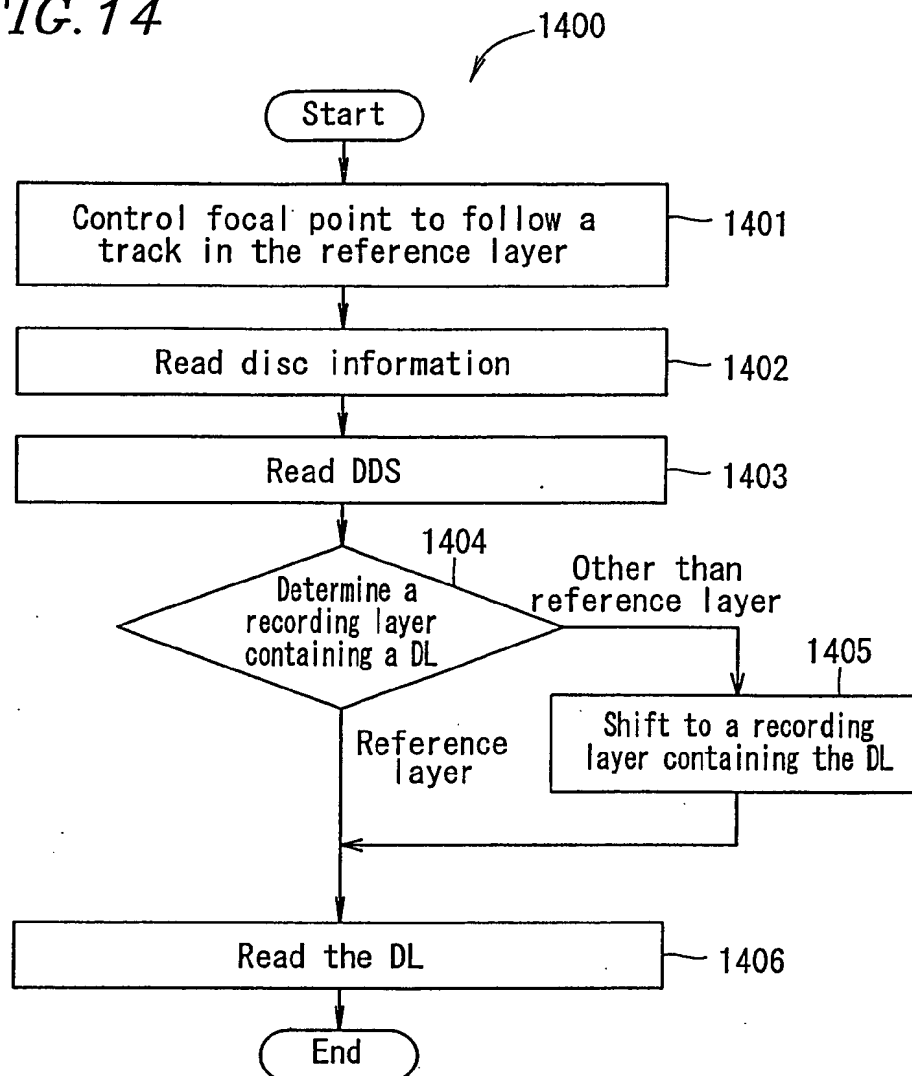 FIG. 14
1400
Start
Control focal point to follow a
track in the reference layer
1401
Read disc information
1402
Read DDS
1403
1404
Determine a
recording layer
containing a DL
Other than
reference layer
1405
Shift to a recording
layer containing the DL
Reference
layer
Read the DL
1406
End